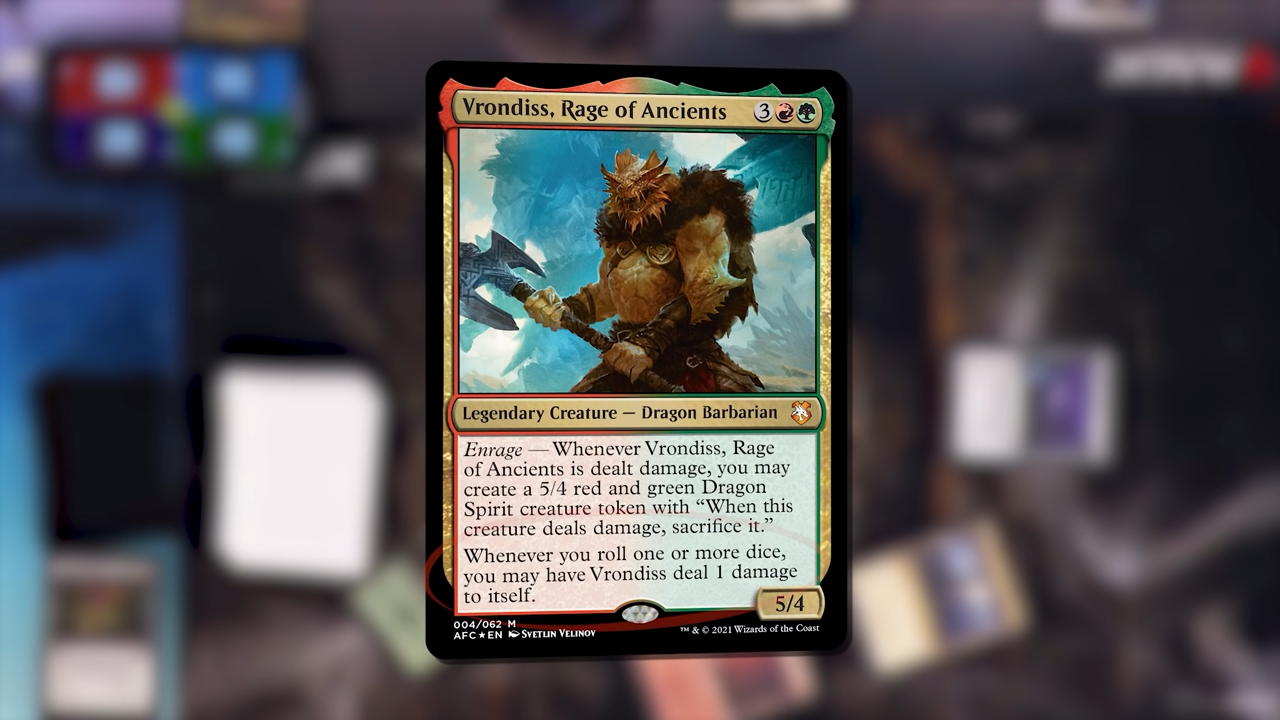 Vrondiss, Rage of Ancients 3
Legendary Creature — Dragon Barbarian
Enrage — Whenever Vrondiss, Rage
of Ancients is dealt damage, you may
create a 5/4 red and green Dragon
Spirit creature token with “When this
creature deals damage, sacrifice it.”
Whenever you roll one or more dice,
you may have Vrondiss deal 1 damage
to itself.
5/4
004/062 M
AFC ★ EN Svetlin Velinov
™ & © 2021 Wizards of the Coast